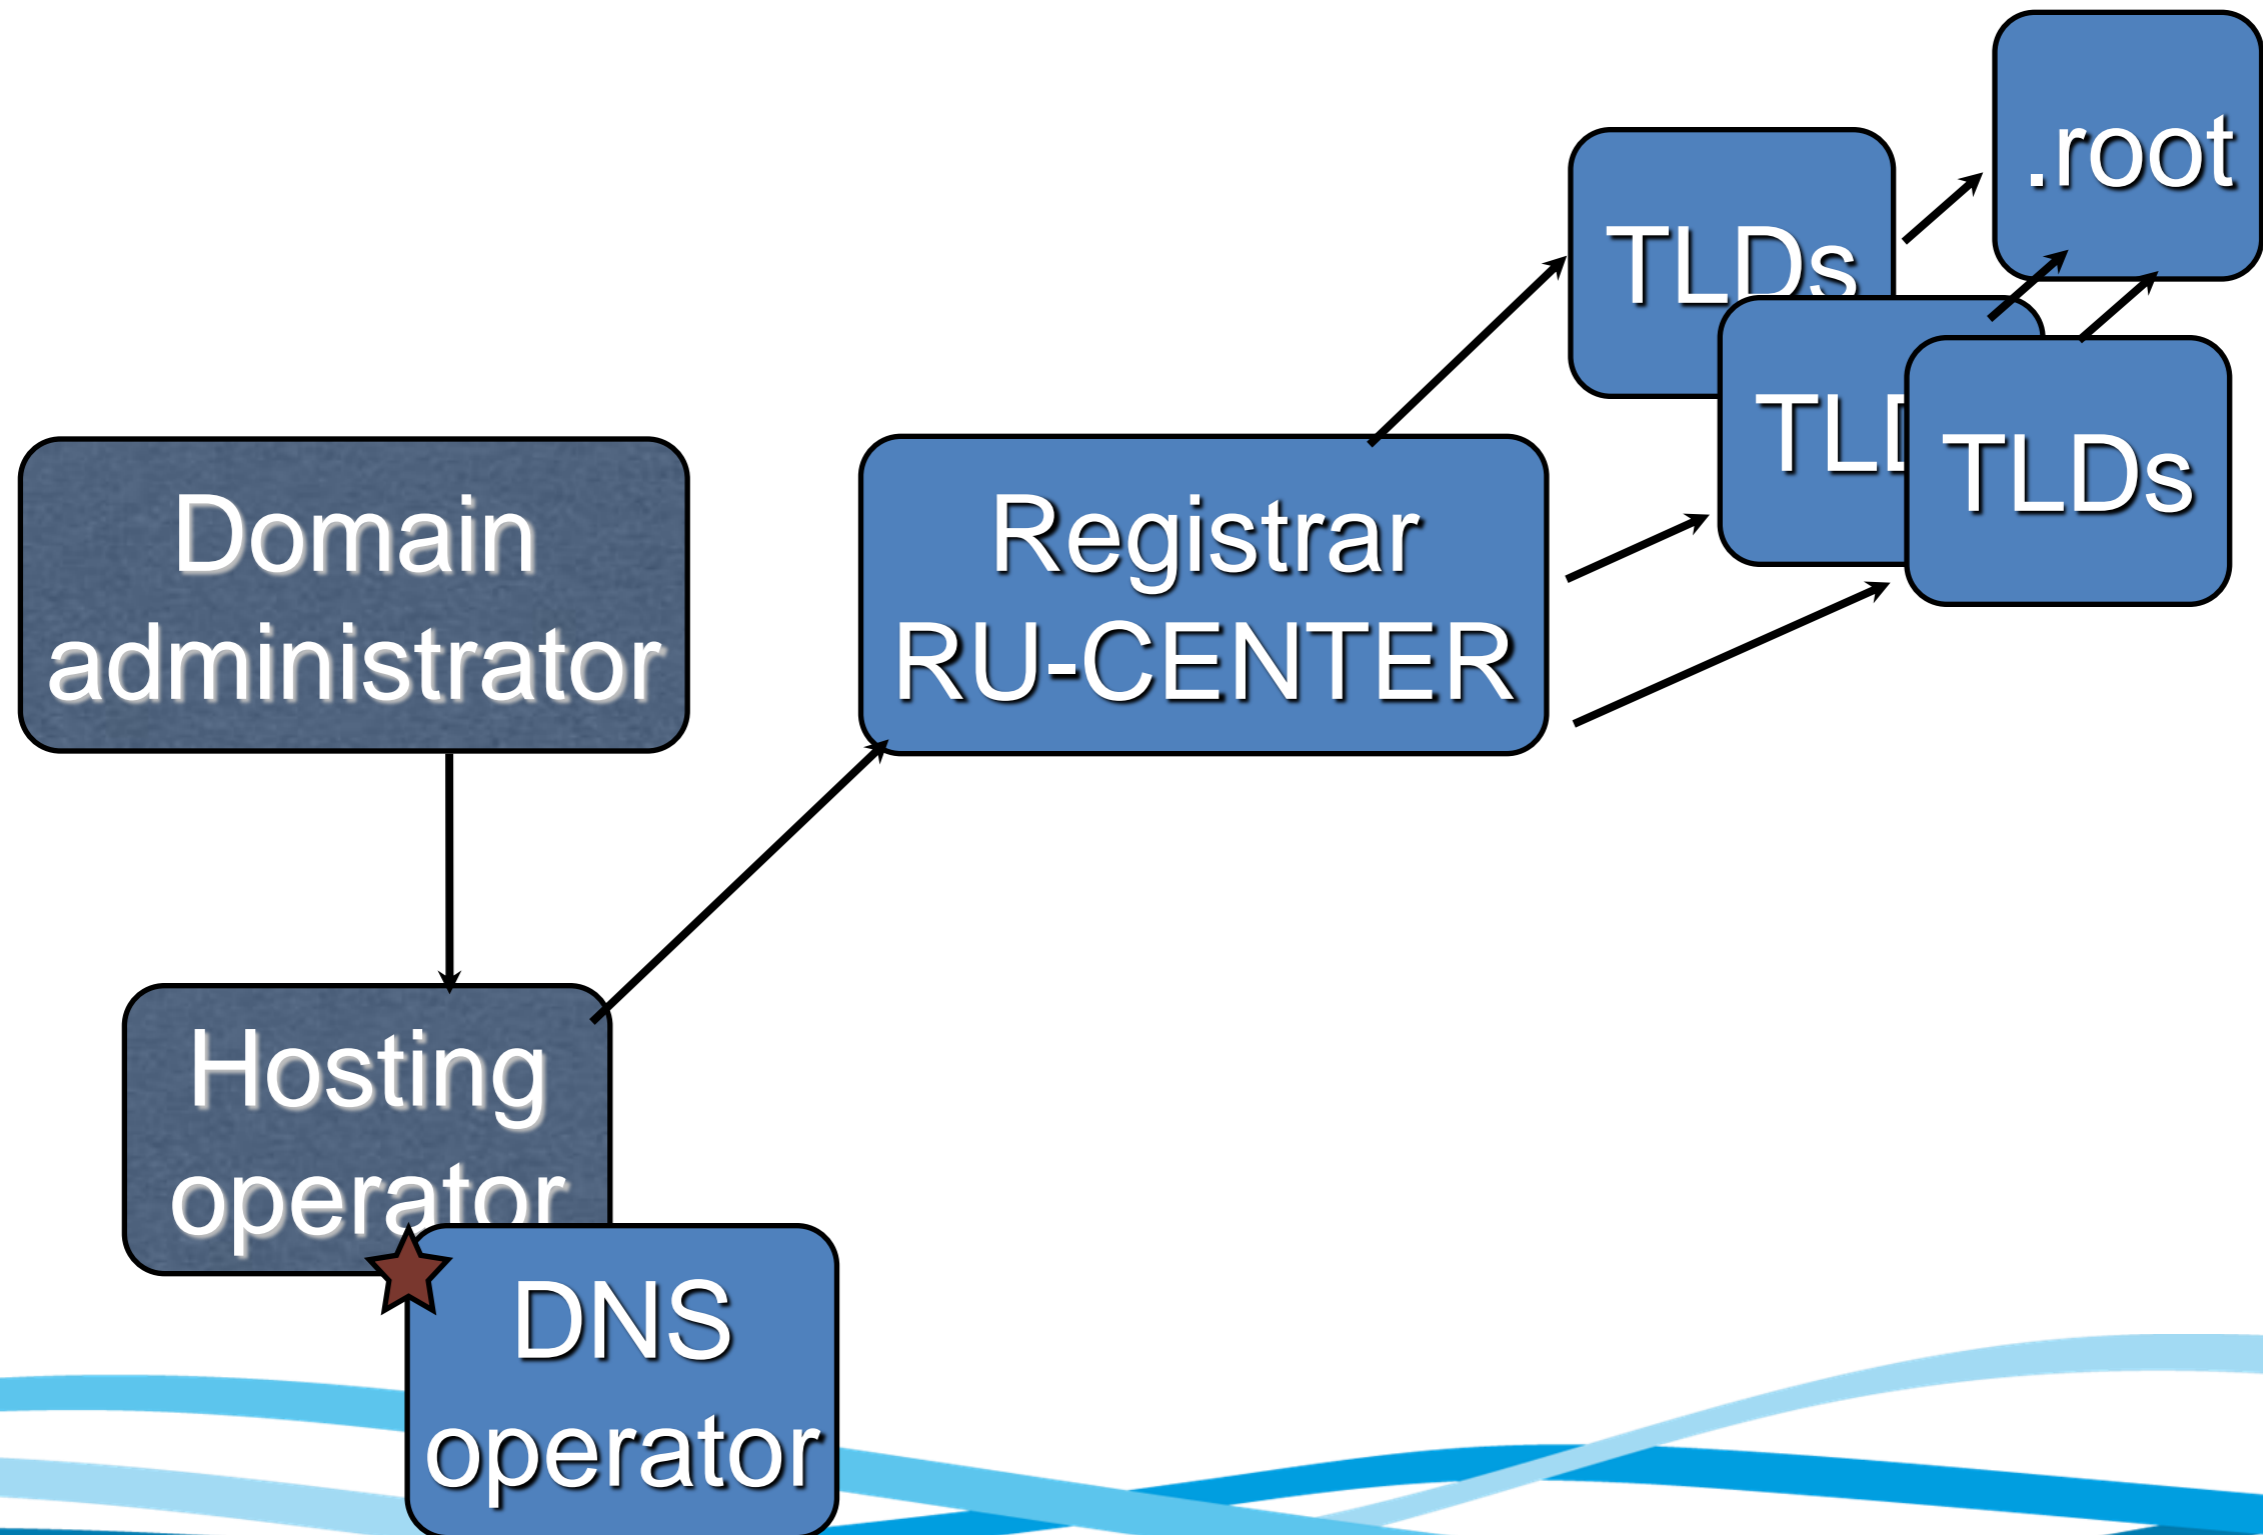 .root
TLDs
TLDs
Domain
administrator
Registrar
RU-CENTER
Hosting
operator
DNS
operator